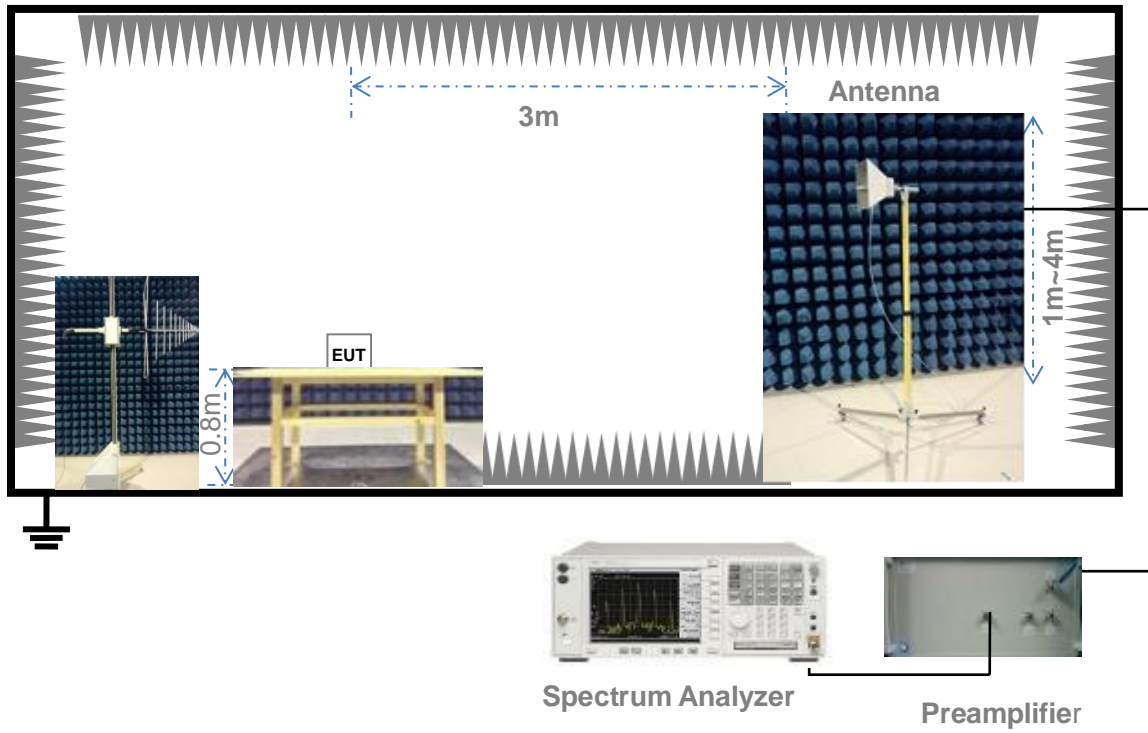 Antenna
3m
1m~4m
EUT
0.8m
Spectrum Analyzer
Preamplifier